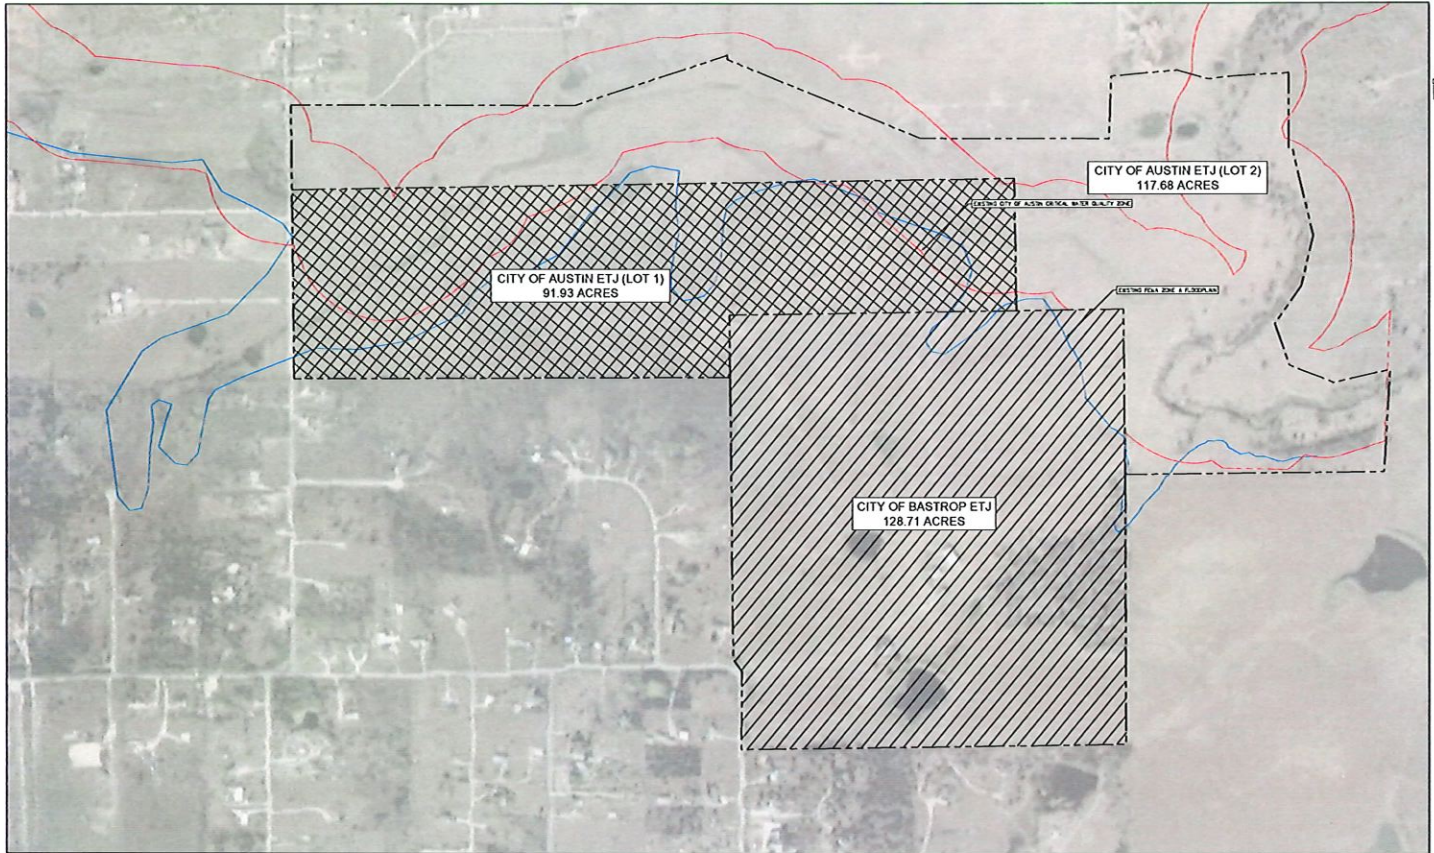 CITY OF AUSTIN ETJ (LOT 2)
117.68 ACRES
EXISTING CITY OF AUSTIN CRITICAL WATER QUALITY ZONE
CITY OF AUSTIN ETJ (LOT 1)
91.93 ACRES
EXISTING FEMA ZONE A FLOODPLAIN
CITY OF BASTROP ETJ
128.71 ACRES